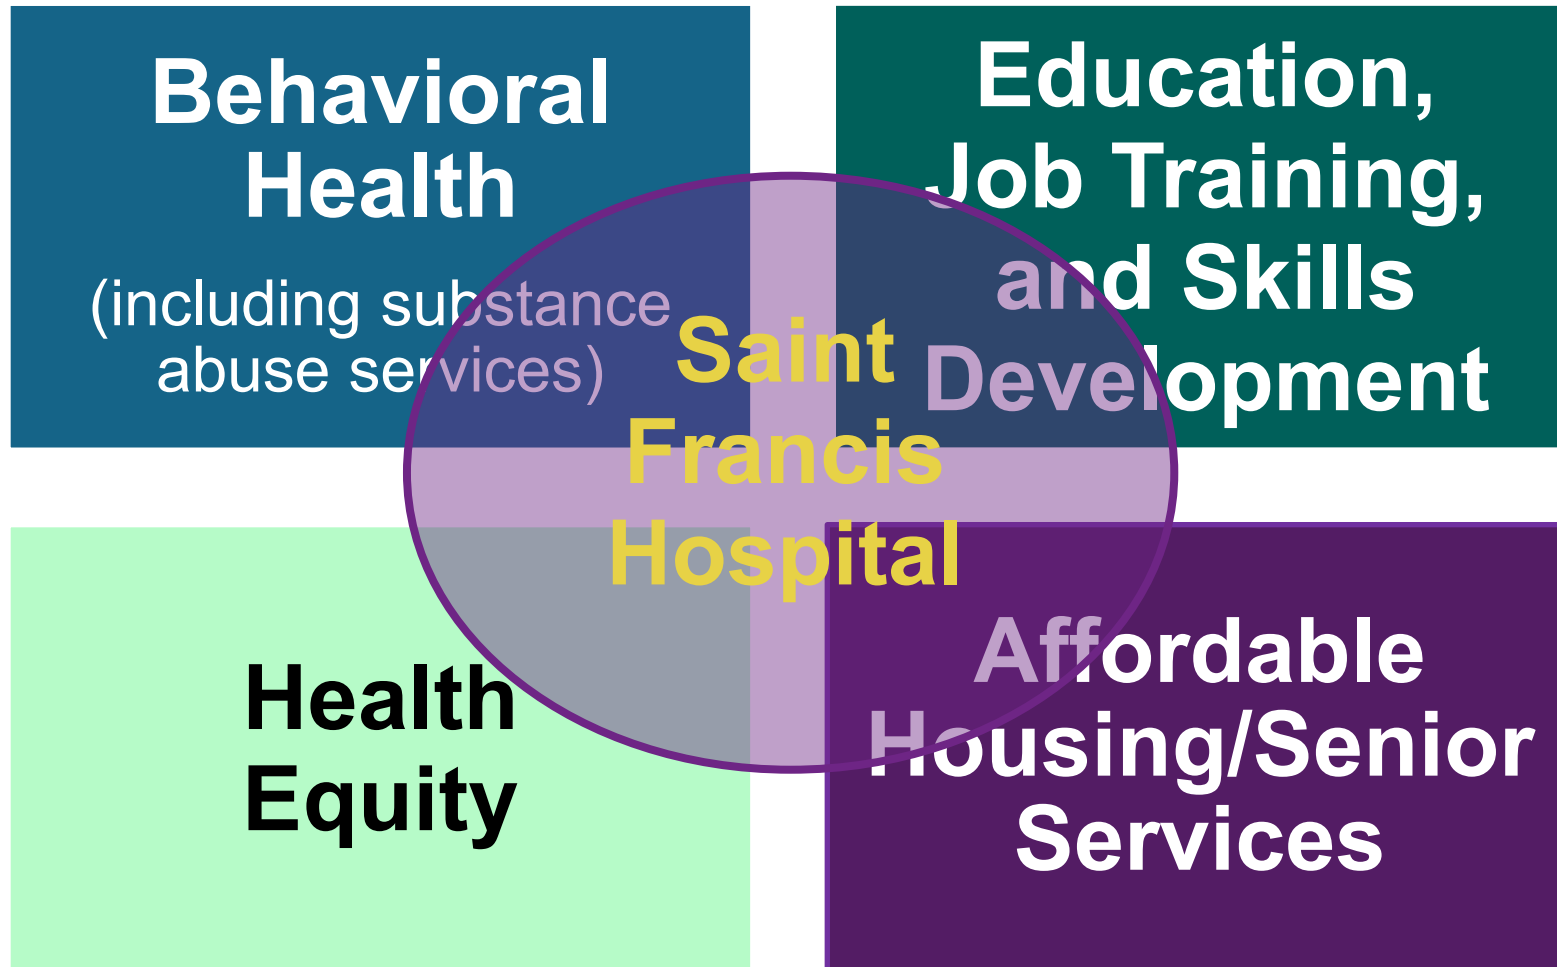 Behavioral
Health
(including substance
abuse services)
Education,
Job Training,
and Skills
Development
Saint
Francis
Hospital
Health
Equity
Affordable
Housing/Senior
Services